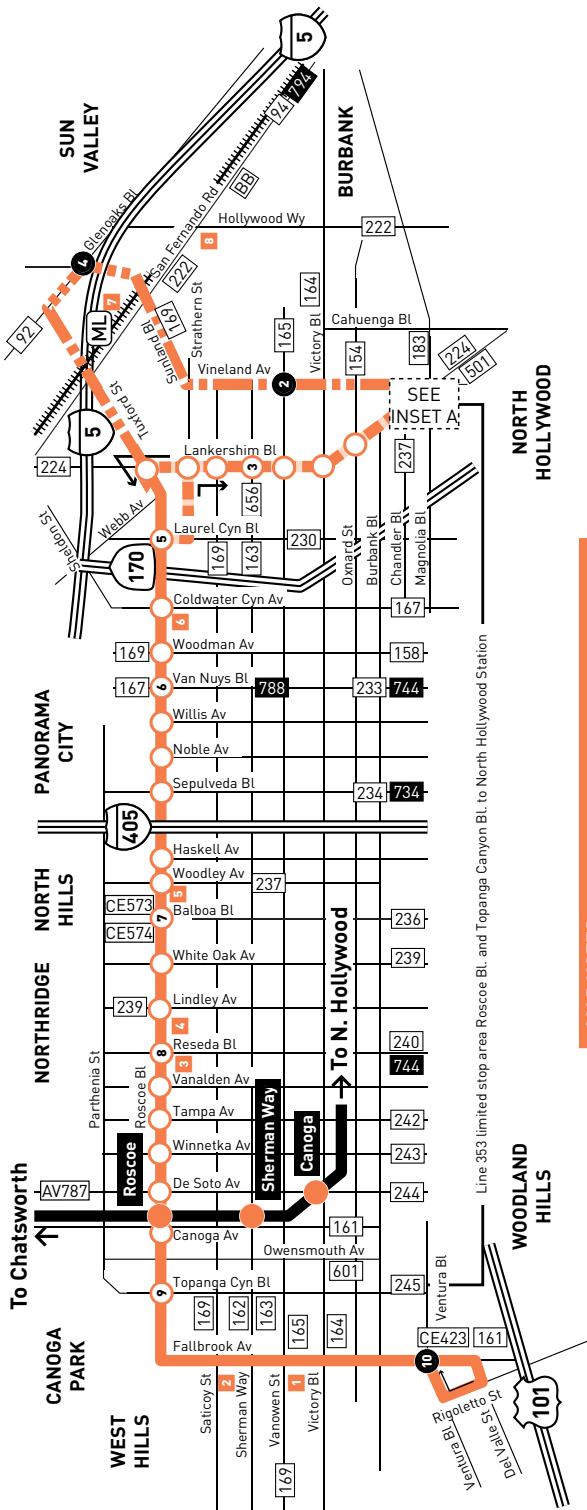 To Chatsworth
To N. Hollywood
CANOGA
PARK
WEST
HILLS
WOODLAND
HILLS
NORTHRIDGE
NORTH
HILLS
PANORAMA
CITY
SUN
VALLEY
BURBANK
NORTH
HOLLYWOOD
Roscoe
Sherman Way
Canoga
AV787
239
CE573
CE574
167
169
224
92
5
405
170
5
101
ML
BB
94
794
222
222
169
Glenoaks Bl
San Fernando Rd
Hollywood Wy
Sunland Bl
Strathern St
Tuxford St
Vineland Av
Cahuenga Bl
Lankershim Bl
Webb Av
Sheldon St
Laurel Cyn Bl
Coldwater Cyn Av
Woodman Av
Van Nuys Bl
Willis Av
Noble Av
Sepulveda Bl
Haskell Av
Woodley Av
Balboa Bl
White Oak Av
Lindley Av
Reseda Bl
Vanalden Av
Tampa Av
Winnetka Av
De Soto Av
Canoga Av
Owensmouth Av
Topanga Cyn Bl
Fallbrook Av
Parthenia St
Roscoe Bl
Saticoy St
Sherman Way
Vanowen St
Victory Bl
Victory Bl
Oxnard St
Burbank Bl
Chandler Bl
Magnolia Bl
Ventura Bl
Ventura Bl
Rigoletto St
Del Valle St
169
162
163
165
164
169
161
601
245
CE423
161
244
243
242
240
744
239
236
237
234
734
788
233
744
158
167
169
163
656
230
165
164
154
183
237
224
501
SEE
INSET A
Line 353 limited stop area Roscoe Bl. and Topanga Canyon Bl. to North Hollywood Station
1
2
3
4
5
6
7
8
2
3
4
5
6
7
8
9
10